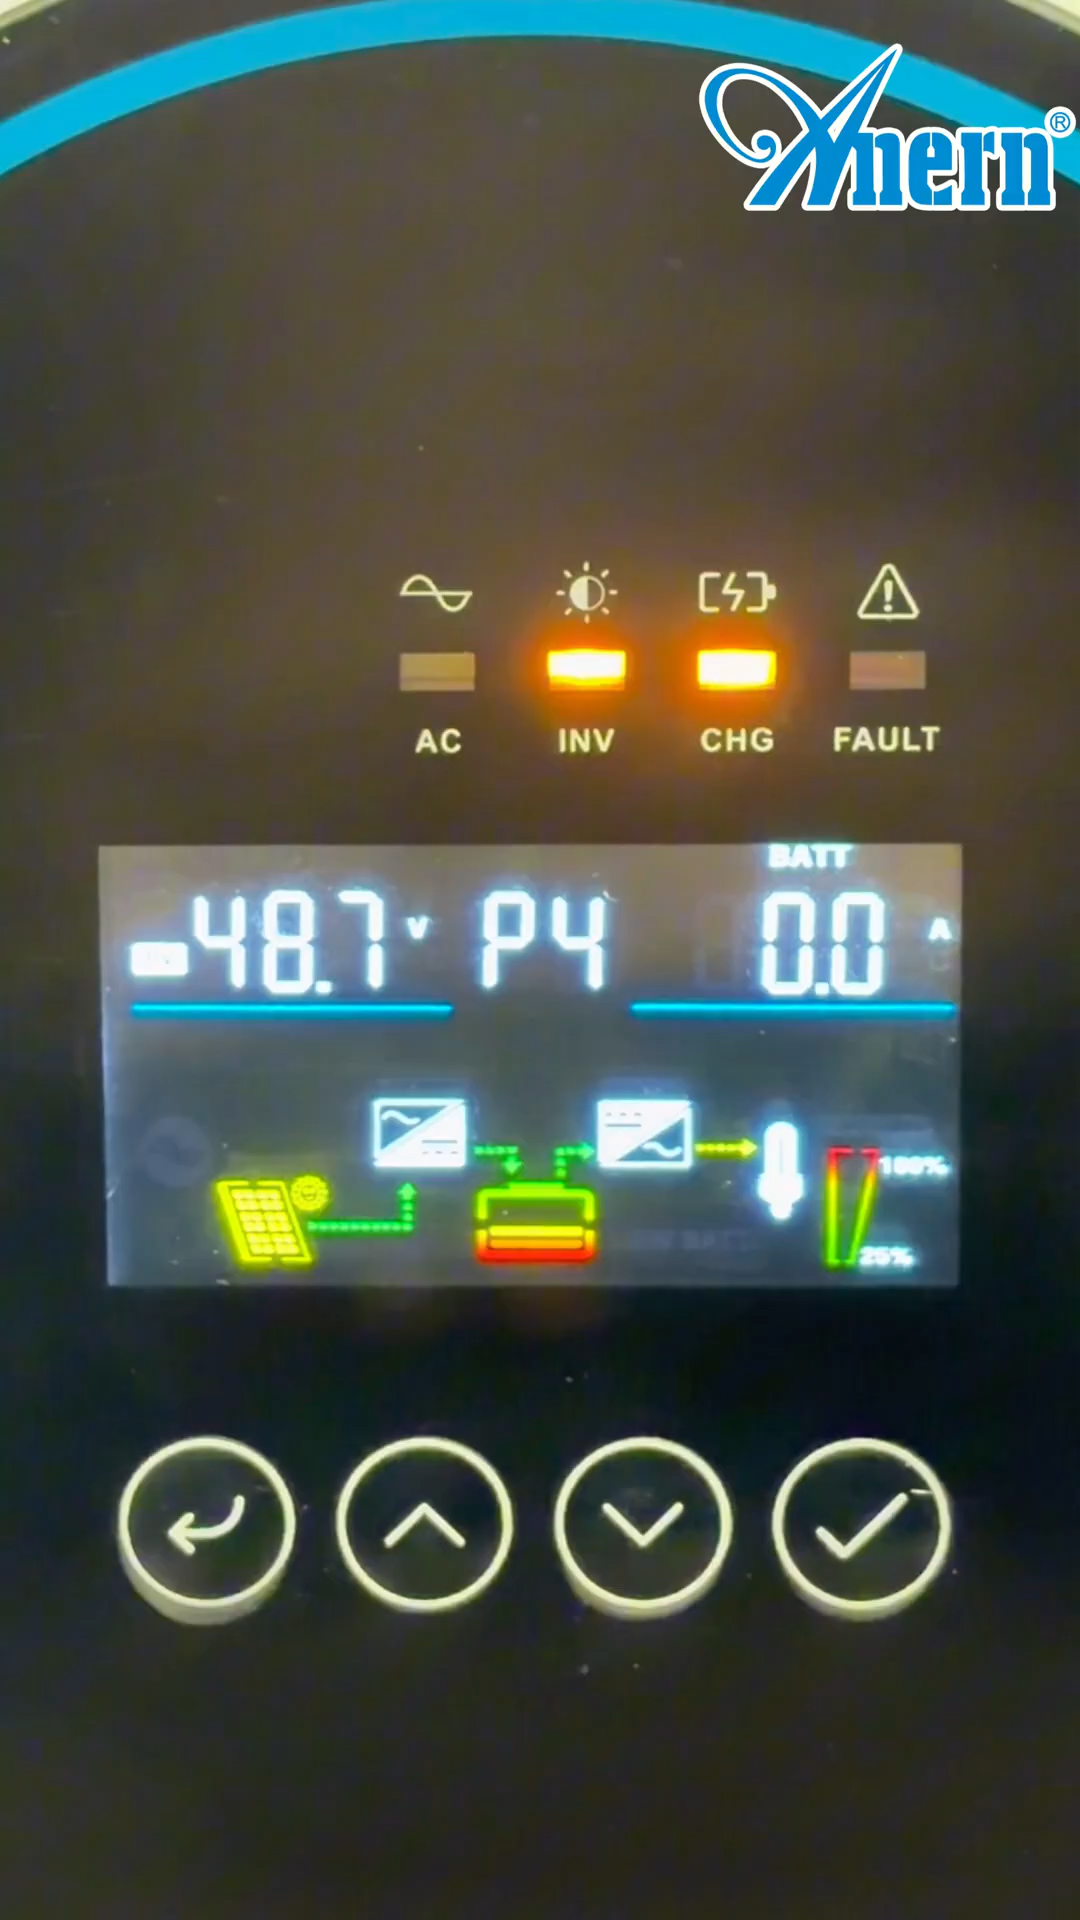 Anern®
AC INV CHG FAULT
BATT
48.7 V P4 0.0 A
100%
25%